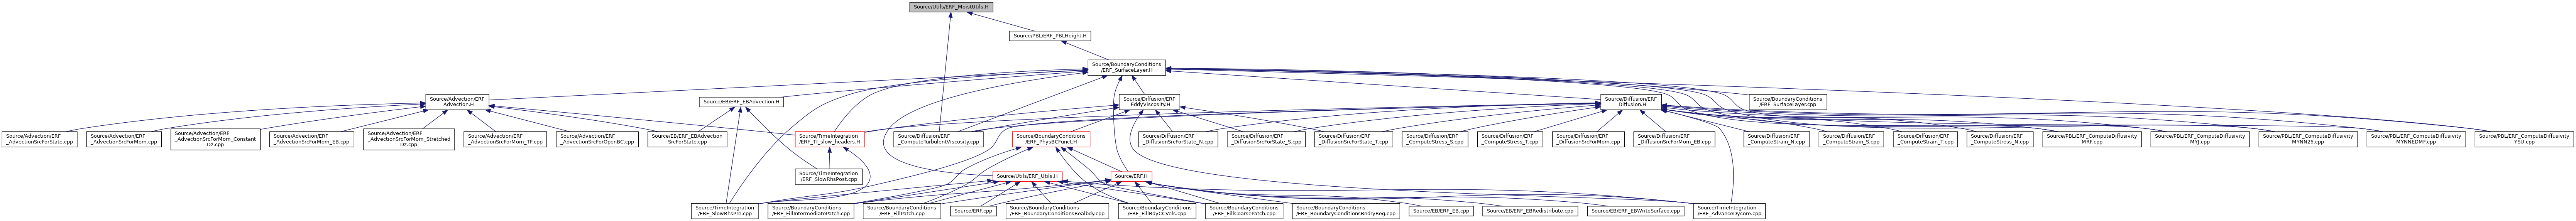 Source/Utils/ERF_MoistUtils.H
Source/PBL/ERF_PBLHeight.H
Source/BoundaryConditions
/ERF_SurfaceLayer.H
Source/Advection/ERF
_Advection.H
Source/EB/ERF_EBAdvection.H
Source/Diffusion/ERF
_EddyViscosity.H
Source/Diffusion/ERF
_Diffusion.H
Source/BoundaryConditions
/ERF_SurfaceLayer.cpp
Source/Advection/ERF
_AdvectionSrcForState.cpp
Source/Advection/ERF
_AdvectionSrcForMom.cpp
Source/Advection/ERF
_AdvectionSrcForMom_Constant
Dz.cpp
Source/Advection/ERF
_AdvectionSrcForMom_EB.cpp
Source/Advection/ERF
_AdvectionSrcForMom_Stretched
Dz.cpp
Source/Advection/ERF
_AdvectionSrcForMom_TF.cpp
Source/Advection/ERF
_AdvectionSrcForOpenBC.cpp
Source/EB/ERF_EBAdvection
SrcForState.cpp
Source/TimeIntegration
/ERF_TI_slow_headers.H
Source/Diffusion/ERF
_ComputeTurbulentViscosity.cpp
Source/BoundaryConditions
/ERF_PhysBCFunct.H
Source/Diffusion/ERF
_DiffusionSrcForState_N.cpp
Source/Diffusion/ERF
_DiffusionSrcForState_S.cpp
Source/Diffusion/ERF
_DiffusionSrcForState_T.cpp
Source/Diffusion/ERF
_ComputeStress_S.cpp
Source/Diffusion/ERF
_ComputeStress_T.cpp
Source/Diffusion/ERF
_DiffusionSrcForMom.cpp
Source/Diffusion/ERF
_DiffusionSrcForMom_EB.cpp
Source/Diffusion/ERF
_ComputeStrain_N.cpp
Source/Diffusion/ERF
_ComputeStrain_S.cpp
Source/Diffusion/ERF
_ComputeStrain_T.cpp
Source/Diffusion/ERF
_ComputeStress_N.cpp
Source/PBL/ERF_ComputeDiffusivity
MRF.cpp
Source/PBL/ERF_ComputeDiffusivity
MYJ.cpp
Source/PBL/ERF_ComputeDiffusivity
MYNN25.cpp
Source/PBL/ERF_ComputeDiffusivity
MYNNEDMF.cpp
Source/PBL/ERF_ComputeDiffusivity
YSU.cpp
Source/TimeIntegration
/ERF_SlowRhsPost.cpp
Source/Utils/ERF_Utils.H
Source/ERF.H
Source/TimeIntegration
/ERF_SlowRhsPre.cpp
Source/BoundaryConditions
/ERF_FillIntermediatePatch.cpp
Source/BoundaryConditions
/ERF_FillPatch.cpp
Source/ERF.cpp
Source/BoundaryConditions
/ERF_BoundaryConditionsRealbdy.cpp
Source/BoundaryConditions
/ERF_FillBdyCCVels.cpp
Source/BoundaryConditions
/ERF_FillCoarsePatch.cpp
Source/BoundaryConditions
/ERF_BoundaryConditionsBndryReg.cpp
Source/EB/ERF_EB.cpp
Source/EB/ERF_EBRedistribute.cpp
Source/EB/ERF_EBWriteSurface.cpp
Source/TimeIntegration
/ERF_AdvanceDycore.cpp